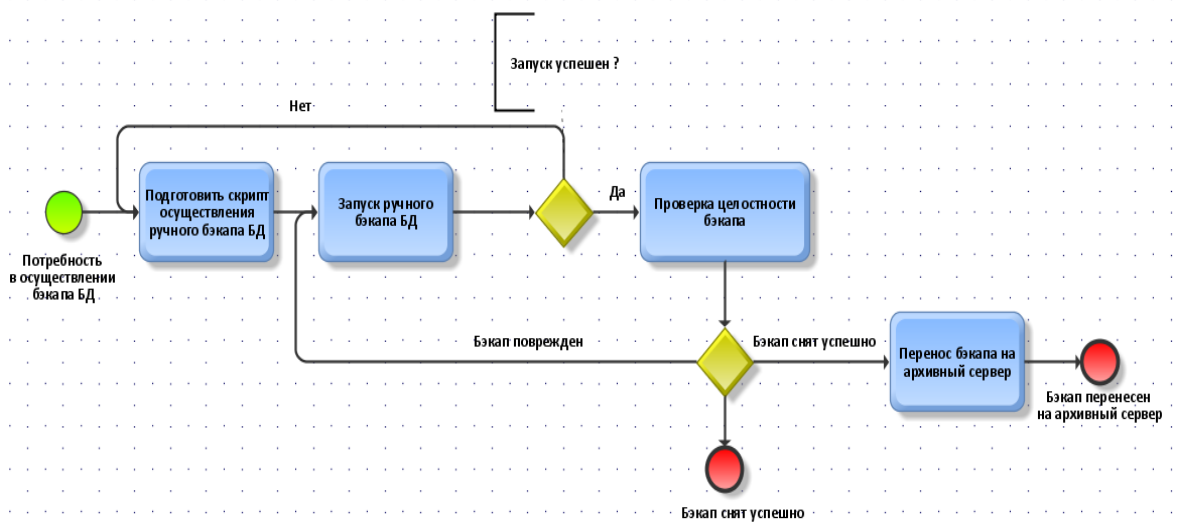 Запуск успешен ?
Нет
Подготовить скрипт
осуществления
ручного бэкапа БД
Запуск ручного
бэкапа БД
Да
Проверка целостности
бэкапа
Потребность
в осуществлении
бэкапа БД
Бэкап поврежден
Бэкап снят успешно
Перенос бэкапа на
архивный сервер
Бэкап перенесен
на архивный сервер
Бэкап снят успешно